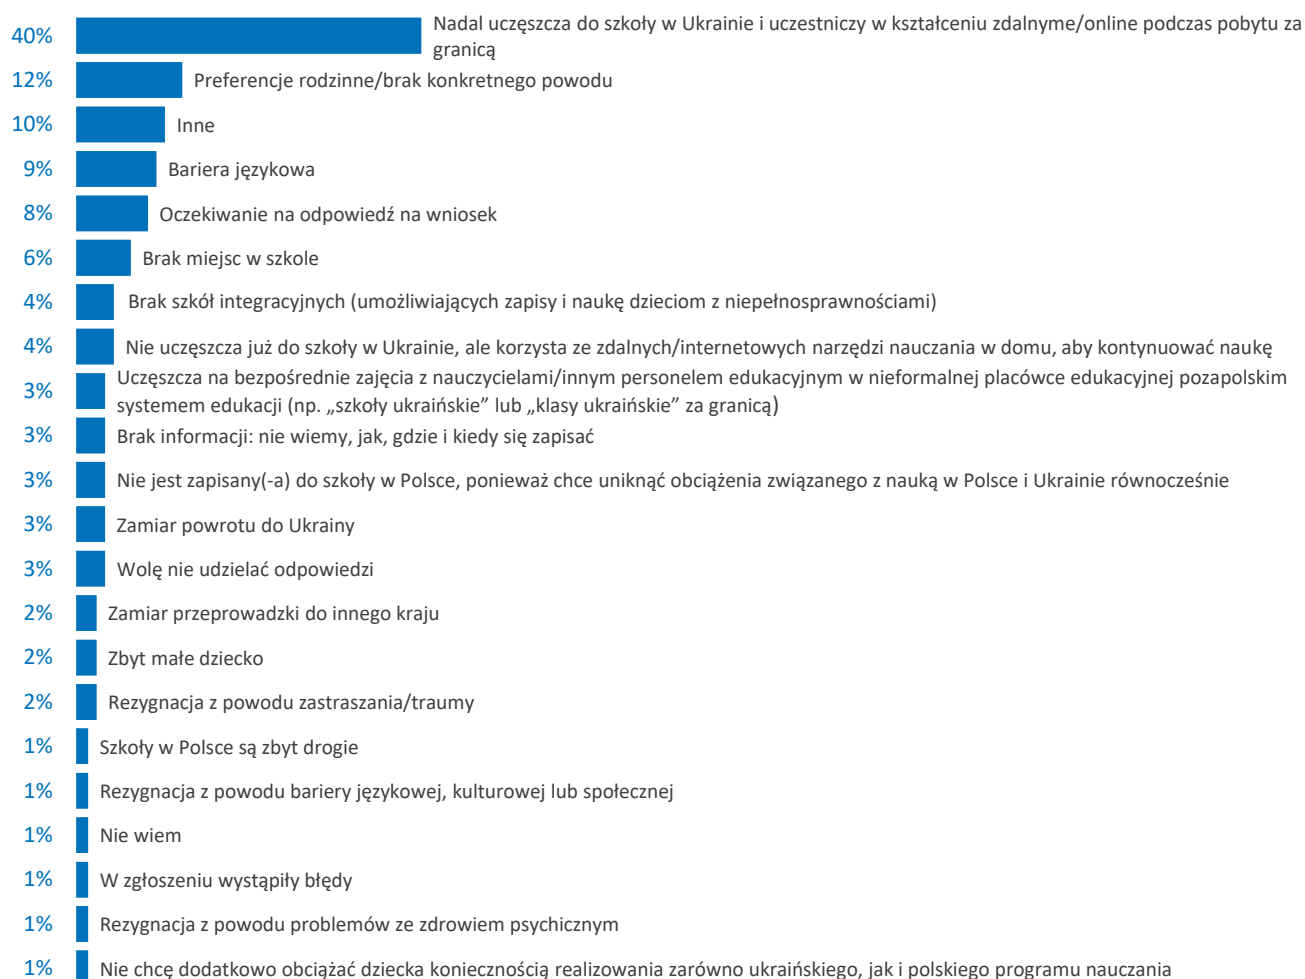 40% Nadal uczęszcza do szkoły w Ukrainie i uczestniczy w kształceniu zdalnyme/online podczas pobytu za
granicą
12% Preferencje rodzinne/brak konkretnego powodu
10% Inne
9% Bariera językowa
8% Oczekiwanie na odpowiedź na wniosek
6% Brak miejsc w szkole
4% Brak szkół integracyjnych (umożliwiających zapisy i naukę dzieciom z niepełnosprawnościami)
4% Nie uczęszcza już do szkoły w Ukrainie, ale korzysta ze zdalnych/internetowych narzędzi nauczania w domu, aby kontynuować naukę
3% Uczęszcza na bezpośrednie zajęcia z nauczycielami/innym personelem edukacyjnym w nieformalnej placówce edukacyjnej pozapolskim
systemem edukacji (np. „szkoły ukraińskie” lub „klasy ukraińskie” za granicą)
3% Brak informacji: nie wiemy, jak, gdzie i kiedy się zapisać
3% Nie jest zapisany(-a) do szkoły w Polsce, ponieważ chce uniknąć obciążenia związanego z nauką w Polsce i Ukrainie równocześnie
3% Zamiar powrotu do Ukrainy
3% Wolę nie udzielać odpowiedzi
2% Zamiar przeprowadzki do innego kraju
2% Zbyt małe dziecko
2% Rezygnacja z powodu zastraszania/traumy
1% Szkoły w Polsce są zbyt drogie
1% Rezygnacja z powodu bariery językowej, kulturowej lub społecznej
1% Nie wiem
1% W zgłoszeniu wystąpiły błędy
1% Rezygnacja z powodu problemów ze zdrowiem psychicznym
1% Nie chcę dodatkowo obciążać dziecka koniecznością realizowania zarówno ukraińskiego, jak i polskiego programu nauczania